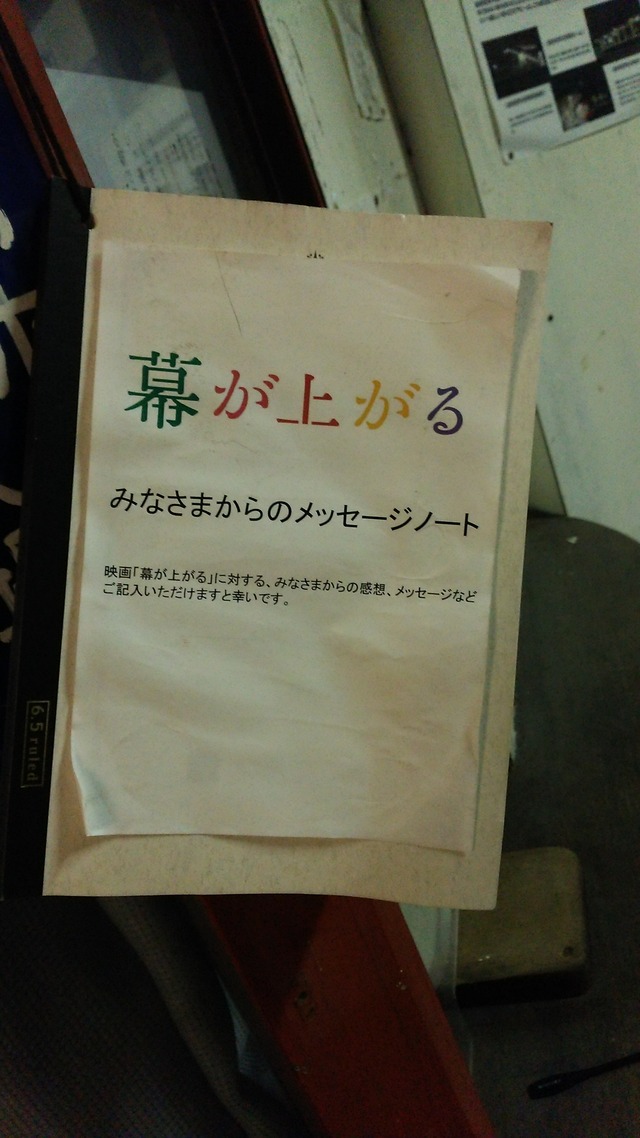 幕が上がる
みなさまからのメッセージノート
映画「幕が上がる」に対する、みなさまからの感想、メッセージなど
ご記入いただけますと幸いです。
6.5 ruled